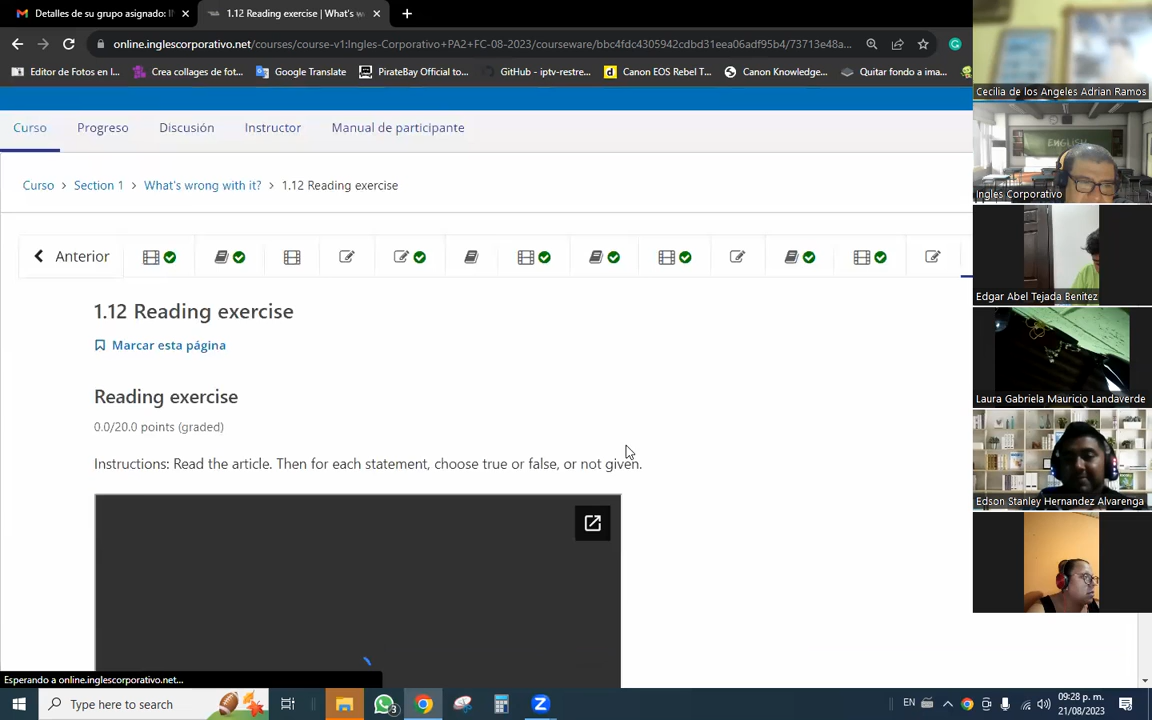 Detalles de su grupo asignado: I
1.12 Reading exercise | What's w
online.inglescorporativo.net/courses/course-v1:Ingles-Corporativo+PA2+FC-08-2023/courseware/bbc4fdc4305942cdbd31eea06adf95b4/73713e48a...
Editor de Fotos en l...
Crea collages de fot...
Google Translate
PirateBay Official to...
GitHub - iptv-restre...
Canon EOS Rebel T...
Canon Knowledge...
Quitar fondo a ima...
Curso
Progreso
Discusión
Instructor
Manual de participante
Curso > Section 1 > What's wrong with it? > 1.12 Reading exercise
Anterior
1.12 Reading exercise
Marcar esta página
Reading exercise
0.0/20.0 points (graded)
Instructions: Read the article. Then for each statement, choose true or false, or not given.
Esperando a online.inglescorporativo.net...
Cecilia de los Angeles Adrian Ramos
ENGLISH
Ingles Corporativo
Edgar Abel Tejada Benitez
Laura Gabriela Mauricio Landaverde
Edson Stanley Hernandez Alvarenga
Type here to search
3
EN
09:28 p. m.
21/08/2023